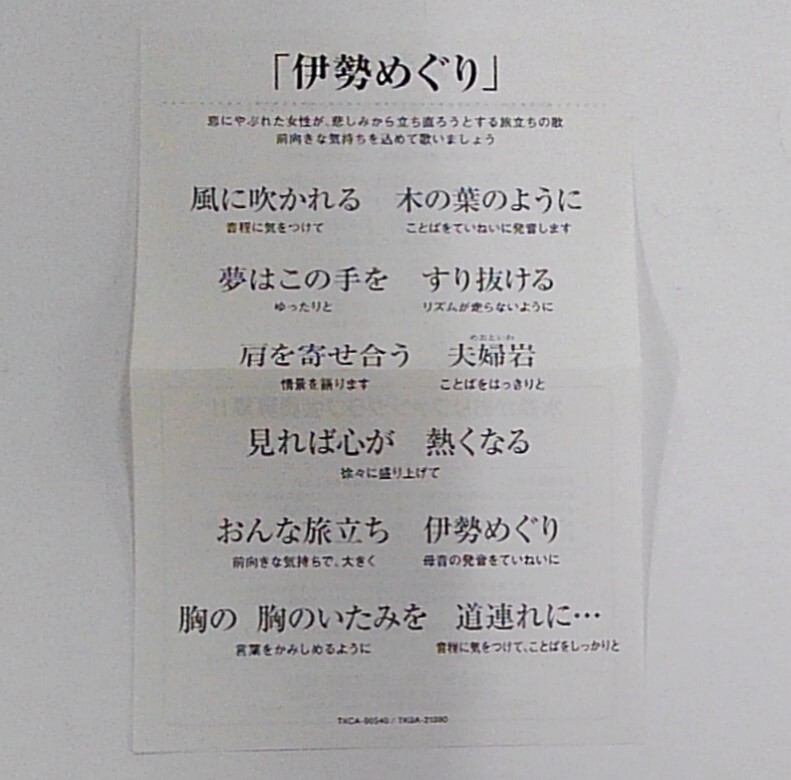 「伊勢めぐり」
恋にやぶれた女性が、悲しみから立ち直ろうとする旅立ちの歌
前向きな気持ちを込めて歌いましょう
風に吹かれる　木の葉のように
音程に気をつけて　ことばをていねいに発音します
夢はこの手を　すり抜ける
ゆったりと　リズムが走らないように
めおといわ
肩を寄せ合う　夫婦岩
情景を語ります　ことばをはっきりと
見れば心が　熱くなる
徐々に盛り上げて
おんな旅立ち　伊勢めぐり
前向きな気持ちで、大きく　母音の発音をていねいに
胸の 胸のいたみを　道連れに…
言葉をかみしめるように　音程に気をつけて、ことばをしっかりと